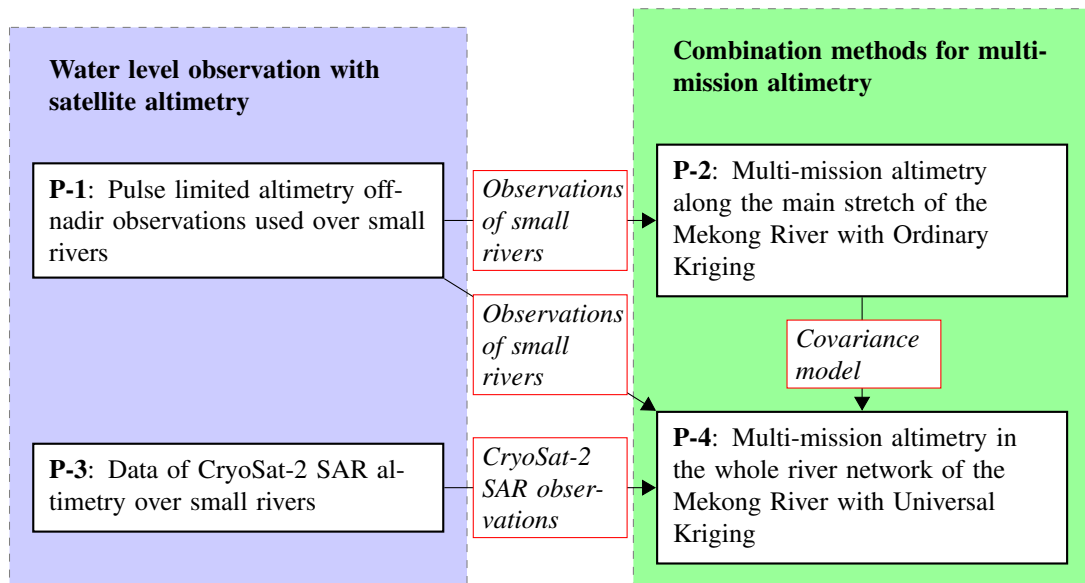 Water level observation with
satellite altimetry
Combination methods for multi-
mission altimetry
P-1: Pulse limited altimetry off-
nadir observations used over small
rivers
Observations
of small
rivers
P-2: Multi-mission altimetry
along the main stretch of the
Mekong River with Ordinary
Kriging
Observations
of small
rivers
Covariance
model
P-3: Data of CryoSat-2 SAR al-
timetry over small rivers
CryoSat-2
SAR obser-
vations
P-4: Multi-mission altimetry in
the whole river network of the
Mekong River with Universal
Kriging